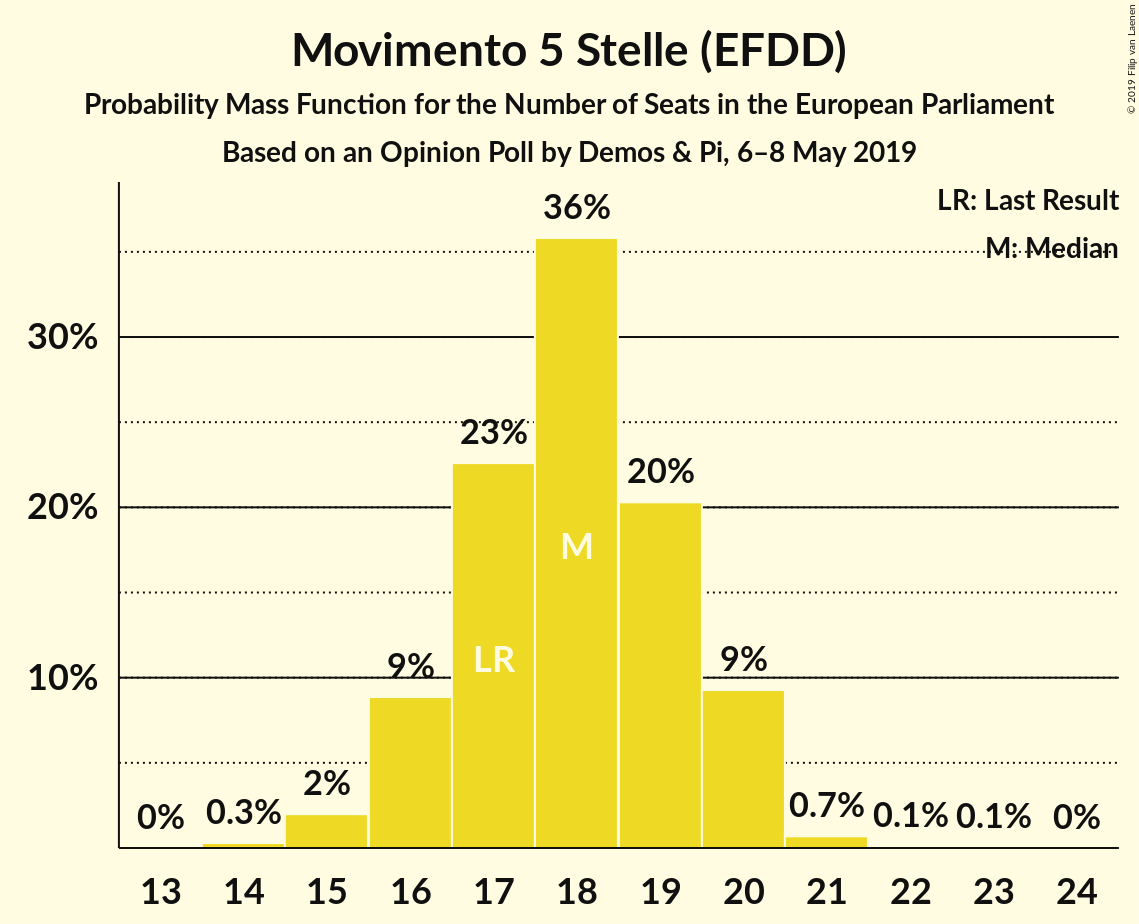 Movimento 5 Stelle (EFDD)
Probability Mass Function for the Number of Seats in the European Parliament
Based on an Opinion Poll by Demos & Pi, 6–8 May 2019
© 2019 Filip van Laenen
LR: Last Result
M: Median
30%
20%
10%
0%
0.3%
2%
9%
23%
36%
20%
9%
0.7%
0.1%
0.1%
0%
LR
M
13 14 15 16 17 18 19 20 21 22 23 24